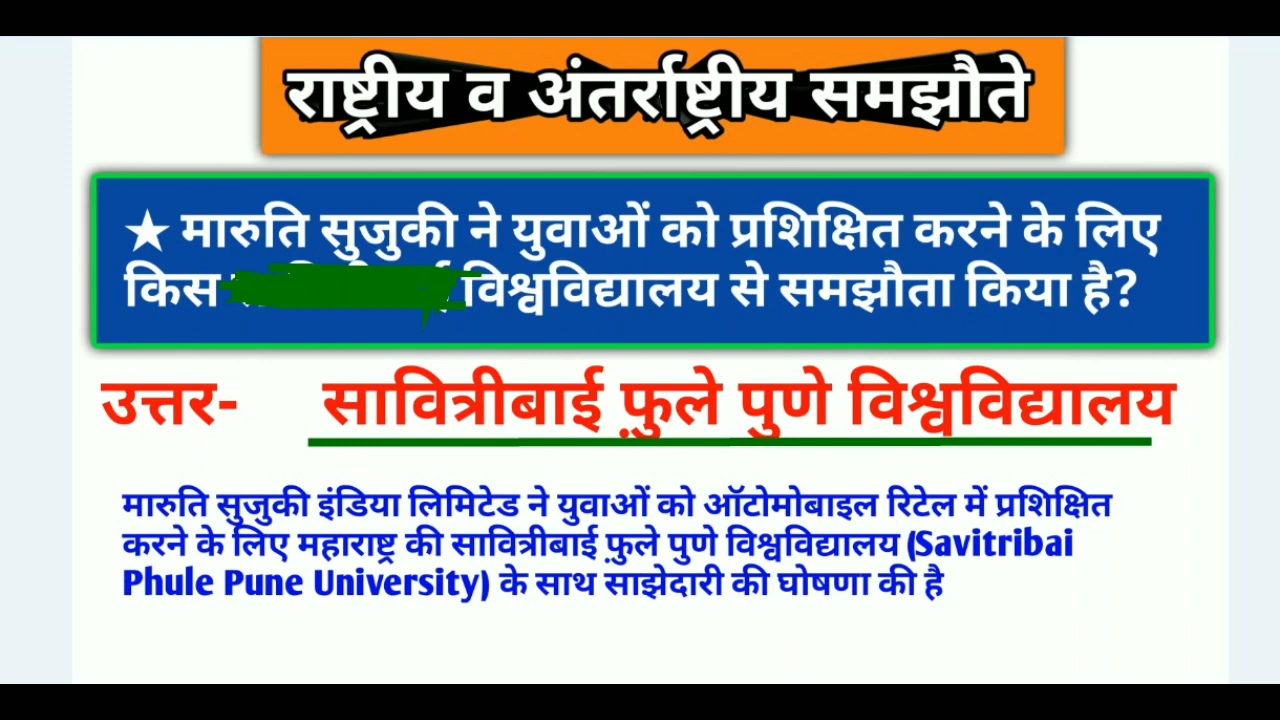 राष्ट्रीय व अंतर्राष्ट्रीय समझौते
★ मारुति सुजुकी ने युवाओं को प्रशिक्षित करने के लिए
किस विश्वविद्यालय से समझौता किया है?
उत्तर- सावित्रीबाई फ़ुले पुणे विश्वविद्यालय
मारुति सुजुकी इंडिया लिमिटेड ने युवाओं को ऑटोमोबाइल रिटेल में प्रशिक्षित
करने के लिए महाराष्ट्र की सावित्रीबाई फ़ुले पुणे विश्वविद्यालय (Savitribai
Phule Pune University) के साथ साझेदारी की घोषणा की है